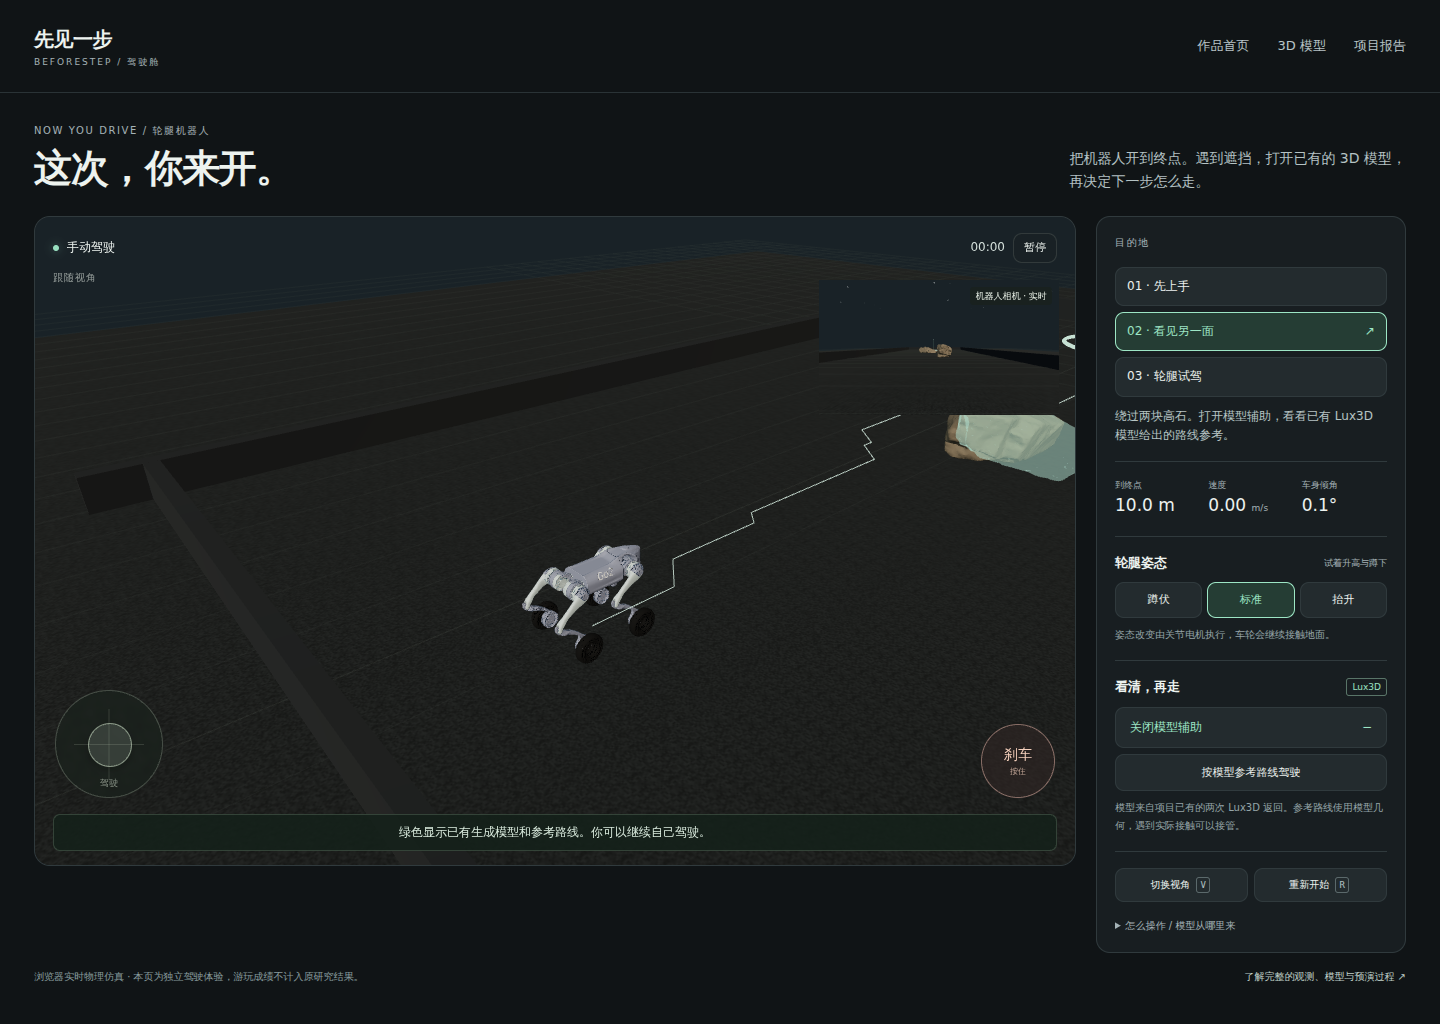 先见一步
BEFORESTEP / 驾驶舱
作品首页
3D 模型
项目报告
NOW YOU DRIVE / 轮腿机器人
这次，你来开。
把机器人开到终点。遇到遮挡，打开已有的 3D 模型，
再决定下一步怎么走。
手动驾驶
跟随视角
00:00
暂停
机器人相机 · 实时
Go2
驾驶
刹车
按住
绿色显示已有生成模型和参考路线。你可以继续自己驾驶。
目的地
01 · 先上手
02 · 看见另一面 ↗
03 · 轮腿试驾
绕过两块高石。打开模型辅助，看看已有 Lux3D
模型给出的路线参考。
到终点
速度
车身倾角
10.0 m
0.00 m/s
0.1°
轮腿姿态
试着升高与蹲下
蹲伏
标准
抬升
姿态改变由关节电机执行，车轮会继续接触地面。
看清，再走
Lux3D
关闭模型辅助 −
按模型参考路线驾驶
模型来自项目已有的两次 Lux3D 返回。参考路线使用模型几
何，遇到实际接触可以接管。
切换视角 V
重新开始 R
▶ 怎么操作 / 模型从哪里来
浏览器实时物理仿真 · 本页为独立驾驶体验，游玩成绩不计入原研究结果。
了解完整的观测、模型与预演过程 ↗